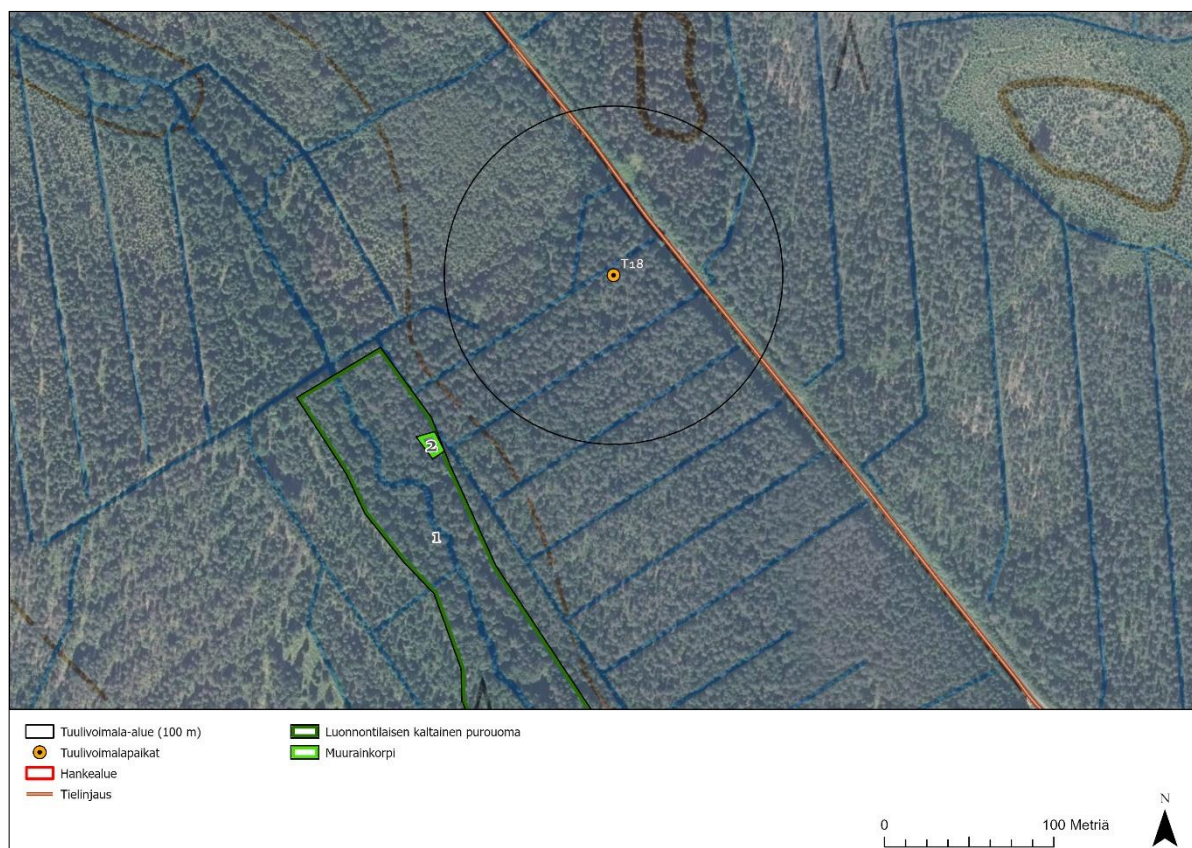 T18
2
1
Tuulivoimala-alue (100 m)
Tuulivoimalapaikat
Hankealue
Tielinjaus
Luonnontilaisen kaltainen purouoma
Muurainkorpi
0 100 Metriä
N